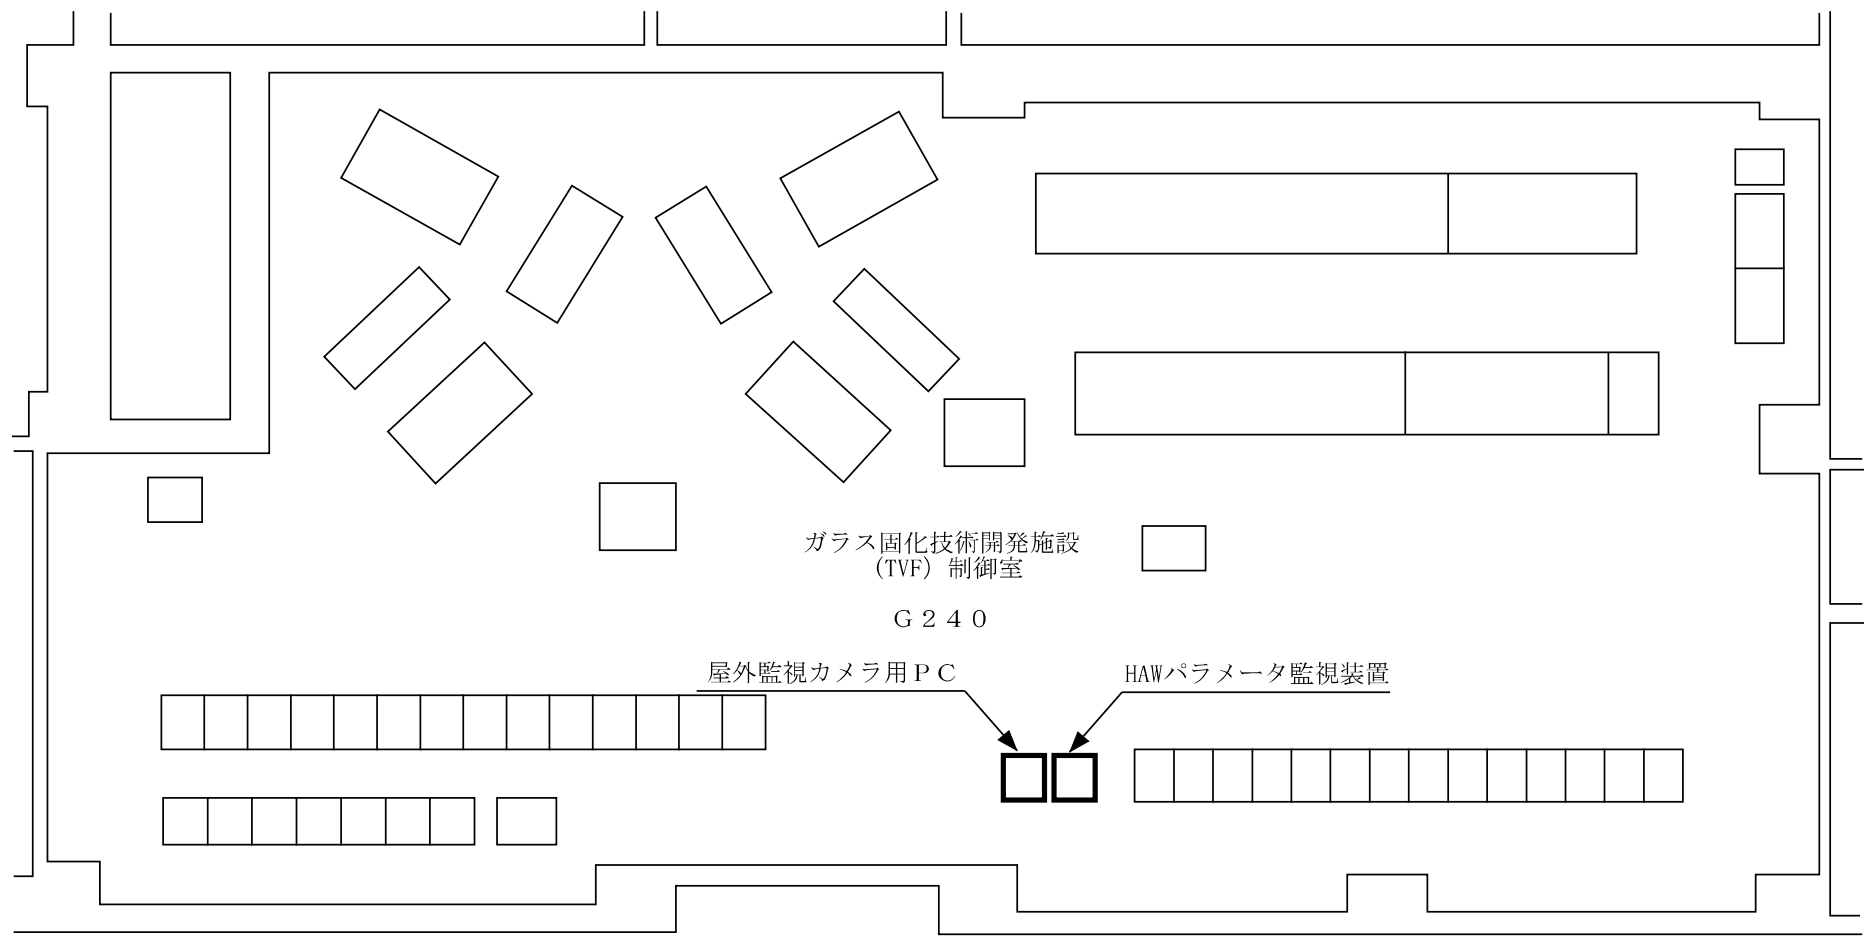 ガラス固化技術開発施設
(TVF) 制御室
Ｇ２４０
屋外監視カメラ用ＰＣ
HAWパラメータ監視装置